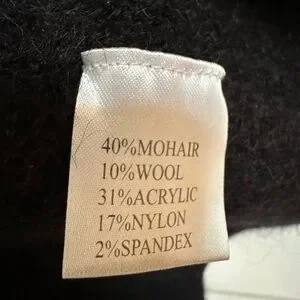 40%MOHAIR
10%WOOL
31%ACRYLIC
17%NYLON
2%SPANDEX